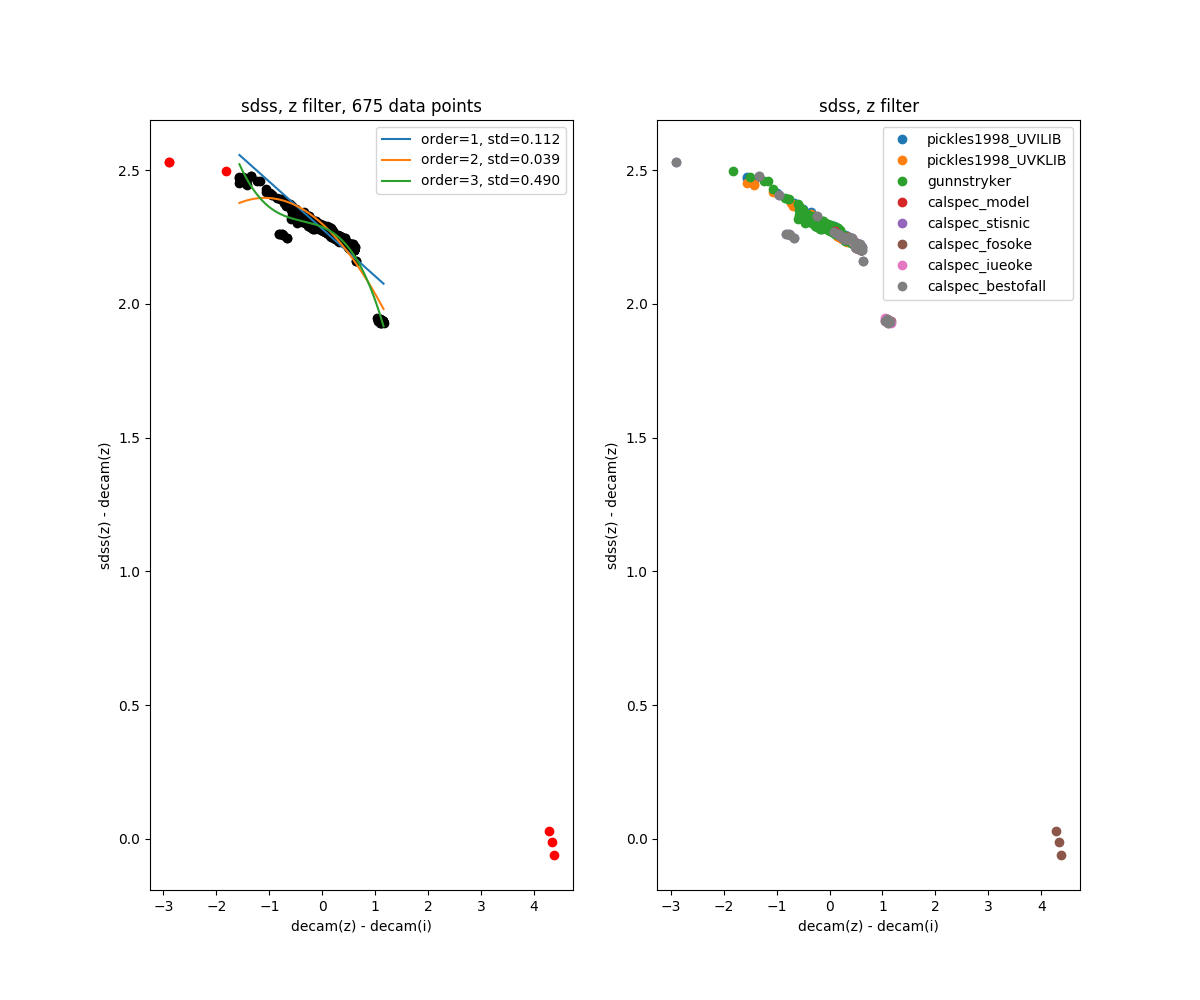 sdss, z filter, 675 data points
order=1, std=0.112
order=2, std=0.039
order=3, std=0.490
2.5
2.0
1.5
1.0
0.5
0.0
sdss(z) - decam(z)
−3 −2 −1 0 1 2 3 4
decam(z) - decam(i)
sdss, z filter
pickles1998_UVILIB
pickles1998_UVKLIB
gunnstryker
calspec_model
calspec_stisnic
calspec_fosoke
calspec_iueoke
calspec_bestofall
2.5
2.0
1.5
1.0
0.5
0.0
sdss(z) - decam(z)
−3 −2 −1 0 1 2 3 4
decam(z) - decam(i)